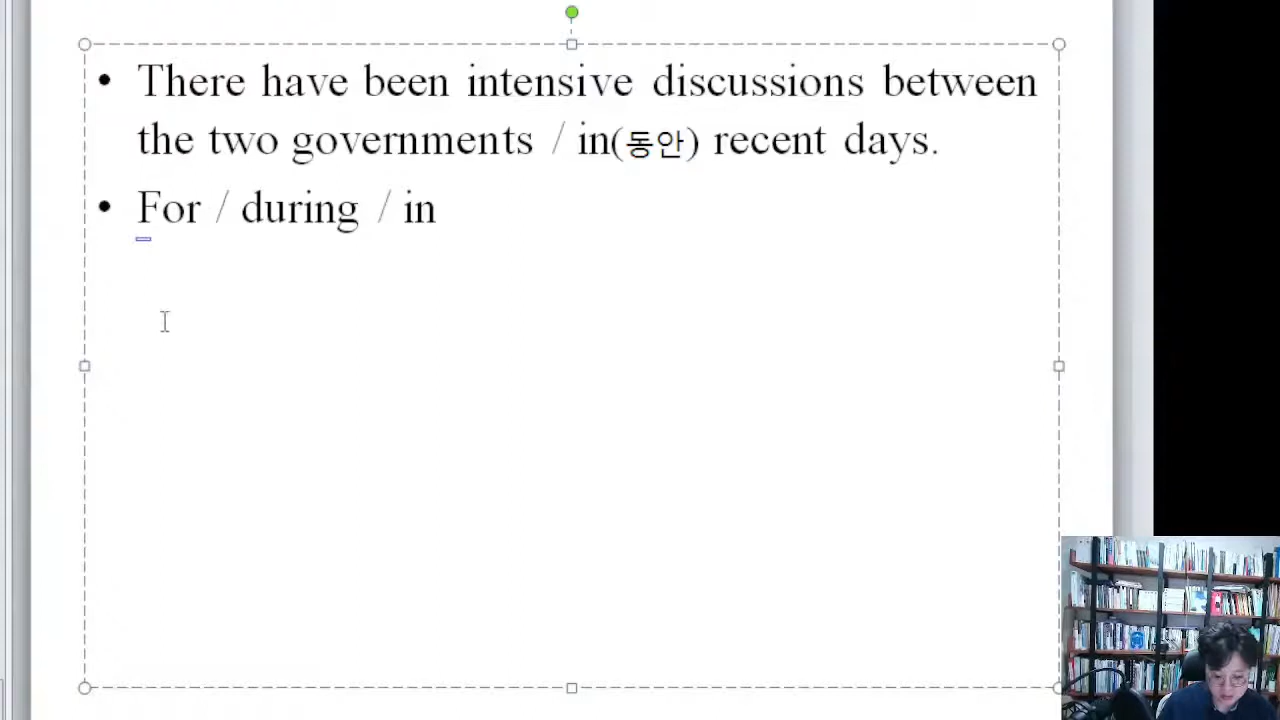 • There have been intensive discussions between
the two governments / in(동안) recent days.
• For / during / in